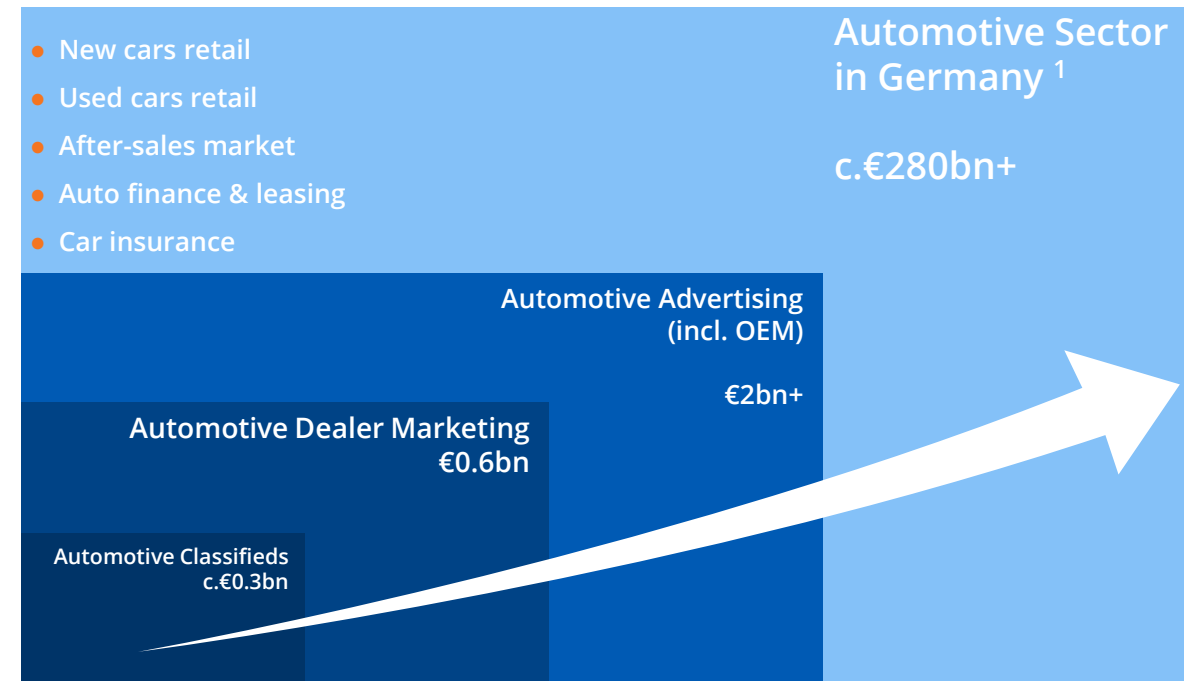 New cars retail
Used cars retail
After-sales market
Auto finance & leasing
Car insurance
Automotive Sector
in Germany 1
c.€280bn+
Automotive Advertising
(incl. OEM)
€2bn+
Automotive Dealer Marketing
€0.6bn
Automotive Classifieds
c.€0.3bn